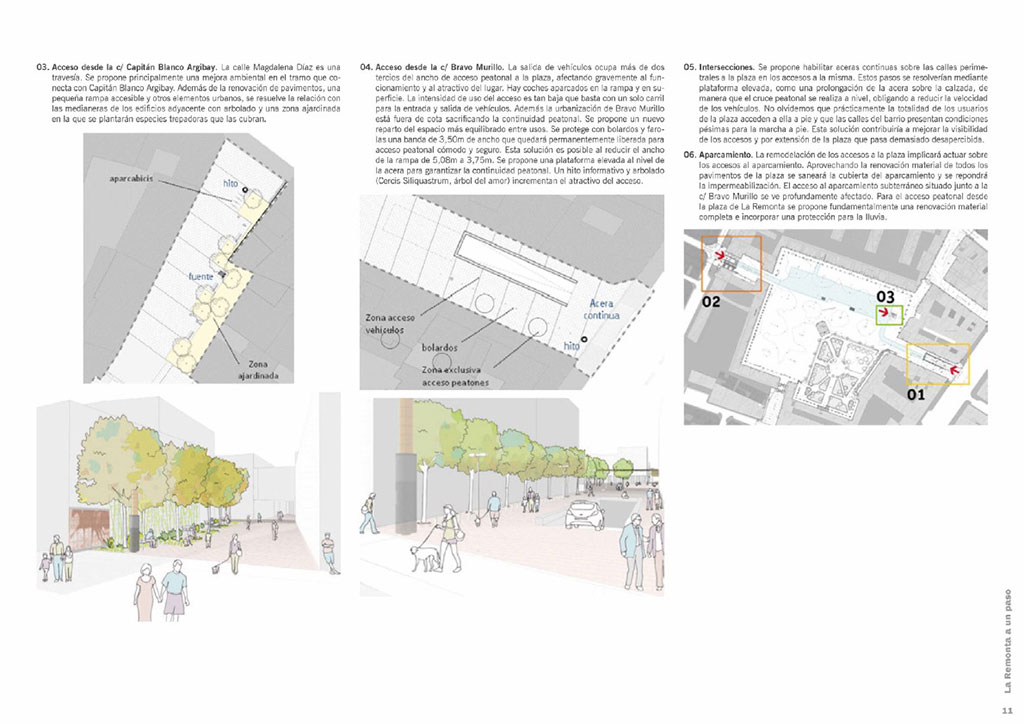 03. Acceso desde la c/ Capitán Blanco Argibay. La calle Magdalena Díaz es una
travesía. Se propone principalmente una mejora ambiental en el tramo que co-
necta con Capitán Blanco Argibay. Además de la renovación de pavimentos, una
pequeña rampa accesible y otros elementos urbanos, se resuelve la relación con
las medianeras de los edificios adyacente con arbolado y una zona ajardinada
en la que se plantarán especies trepadoras que las cubran.
aparcabicis
hito
fuente
Zona
ajardinada
04. Acceso desde la c/ Bravo Murillo. La salida de vehículos ocupa más de dos
tercios del ancho de acceso peatonal a la plaza, afectando gravemente al fun-
cionamiento y al atractivo del lugar. Hay coches aparcados en la rampa y en su-
perficie. La intensidad de uso del acceso es tan baja que basta con un solo carril
para la entrada y salida de vehículos. Además la urbanización de Bravo Murillo
está fuera de cota sacrificando la continuidad peatonal. Se propone un nuevo
reparto del espacio más equilibrado entre usos. Se protege con bolardos y faro-
las una banda de 3,50m de ancho que quedará permanentemente liberada para
acceso peatonal cómodo y seguro. Esta solución es posible al reducir el ancho
de la rampa de 5,08m a 3,75m. Se propone una plataforma elevada al nivel de
la acera para garantizar la continuidad peatonal. Un hito informativo y arbolado
(Cercis Siliquastrum, árbol del amor) incrementan el atractivo del acceso.
Zona acceso
vehículos
bolardos
Zona exclusiva
acceso peatones
Acera
continua
hito
05. Intersecciones. Se propone habilitar aceras continuas sobre las calles perime-
trales a la plaza en los accesos a la misma. Estos pasos se resolverían mediante
plataforma elevada, como una prolongación de la acera sobre la calzada, de
manera que el cruce peatonal se realiza a nivel, obligando a reducir la velocidad
de los vehículos. No olvidemos que prácticamente la totalidad de los usuarios
de la plaza acceden a ella a pie y que las calles del barrio presentan condiciones
pésimas para la marcha a pie. Esta solución contribuiría a mejorar la visibilidad
de los accesos y por extensión de la plaza que pasa demasiado desapercibida.
06. Aparcamiento. La remodelación de los accesos a la plaza implicará actuar sobre
los accesos al aparcamiento. Aprovechando la renovación material de todos los
pavimentos de la plaza se saneará la cubierta del aparcamiento y se repondrá
la impermeabilización. El acceso al aparcamiento subterráneo situado junto a la
c/ Bravo Murillo se ve profundamente afectado. Para el acceso peatonal desde
la plaza de La Remonta se propone fundamentalmente una renovación material
completa e incorporar una protección para la lluvia.
02
03
01
La Remonta a un paso
11